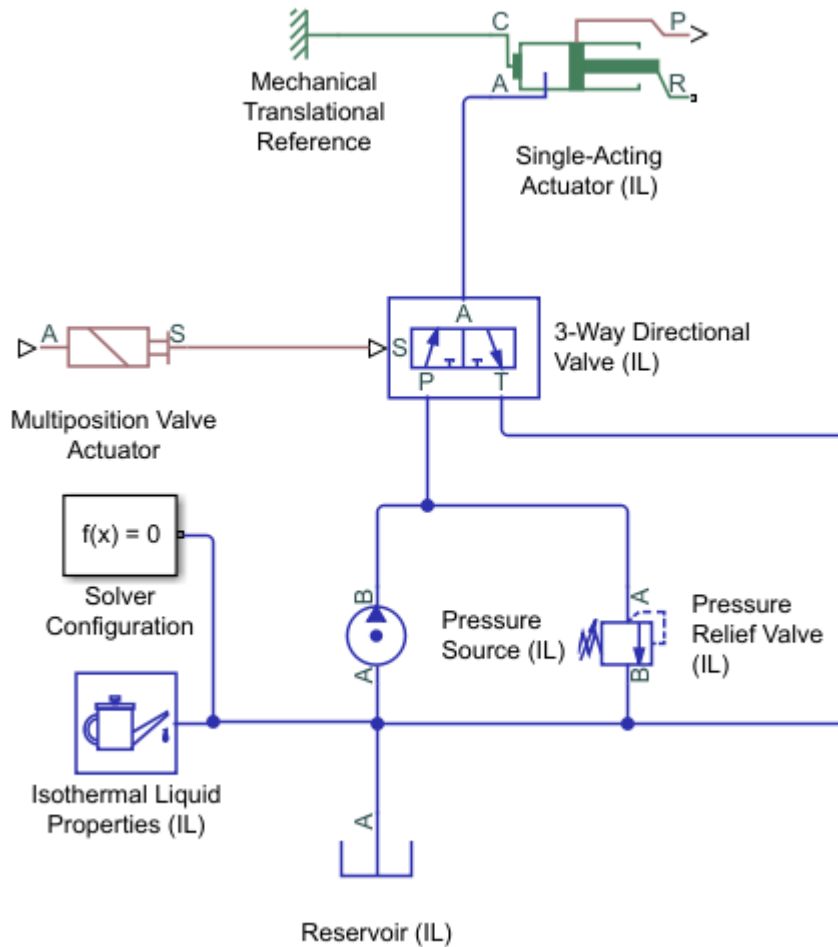 C
P
A
R
Mechanical
Translational
Reference
Single-Acting
Actuator (IL)
A
S
S
A
P
T
3-Way Directional
Valve (IL)
Multiposition Valve
Actuator
f(x) = 0
Solver
Configuration
B
A
Pressure
Source (IL)
A
B
Pressure
Relief Valve
(IL)
Isothermal Liquid
Properties (IL)
A
Reservoir (IL)